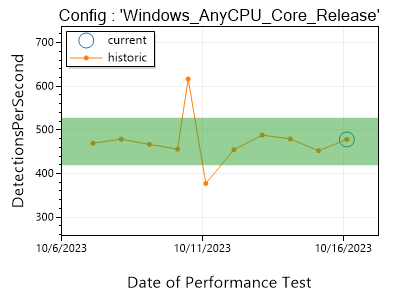 Config : 'Windows_AnyCPU_Core_Release'
current
historic
DetectionsPerSecond
700
600
500
400
300
10/6/2023
10/11/2023
10/16/2023
Date of Performance Test